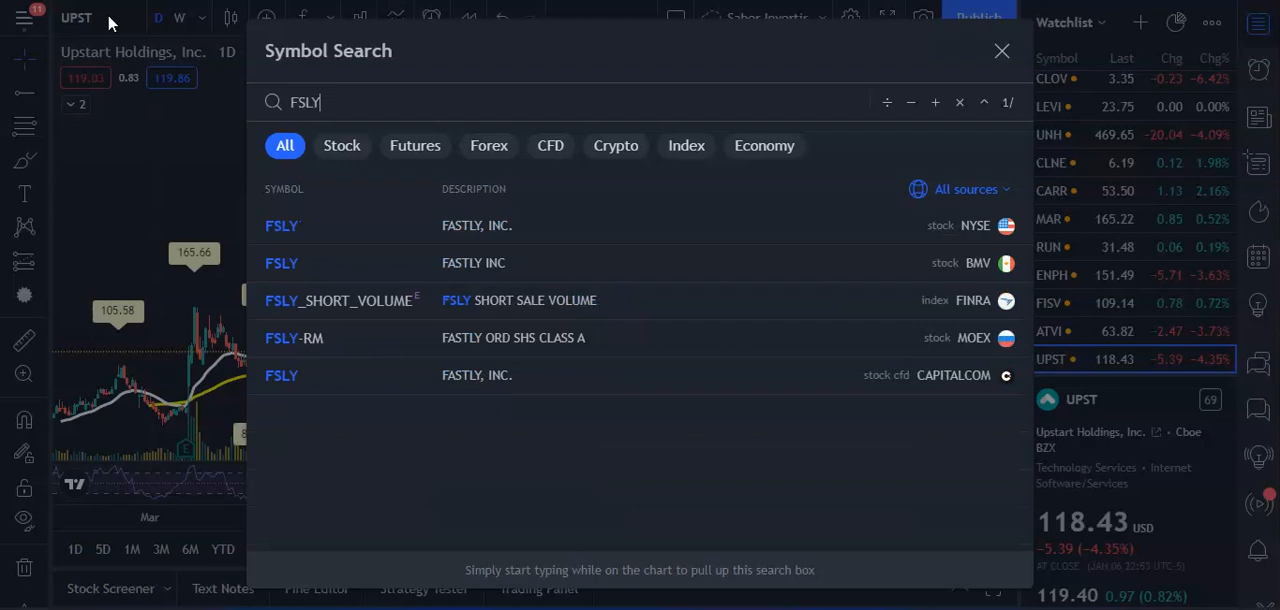 11
UPST
D W
Sabor Invertir
Publish
Watchlist
Upstart Holdings, Inc. 1D
119.03 0.83 119.86
2
165.66
105.58
E
Mar
1D 5D 1M 3M 6M YTD
Stock Screener Text Notes Pine Editor Strategy Tester Trading Panel
Symbol Search
FSLY
÷ − + × ^ 1/
All Stock Futures Forex CFD Crypto Index Economy
SYMBOL DESCRIPTION All sources
FSLY FASTLY, INC. stock NYSE
FSLY FASTLY INC stock BMV
FSLY_SHORT_VOLUME E FSLY SHORT SALE VOLUME index FINRA
FSLY-RM FASTLY ORD SHS CLASS A stock MOEX
FSLY FASTLY, INC. stock cfd CAPITALCOM
Simply start typing while on the chart to pull up this search box
Symbol Last Chg Chg%
CLOV 3.35 −0.23 −6.42%
LEVI 23.75 0.00 0.00%
UNH 469.65 −20.04 −4.09%
CLNE 6.19 0.12 1.98%
CARR 53.50 1.13 2.16%
MAR 165.22 0.85 0.52%
RUN 31.48 0.06 0.19%
ENPH 151.49 −5.71 −3.63%
FISV 109.14 0.78 0.72%
ATVI 63.82 −2.47 −3.73%
UPST 118.43 −5.39 −4.35%
UPST 69
Upstart Holdings, Inc. • Cboe
BZX
Technology Services • Internet
Software/Services
118.43 USD
−5.39 (−4.35%)
AT CLOSE (JAN 06 22:53 UTC-5)
119.40 0.97 (0.82%)